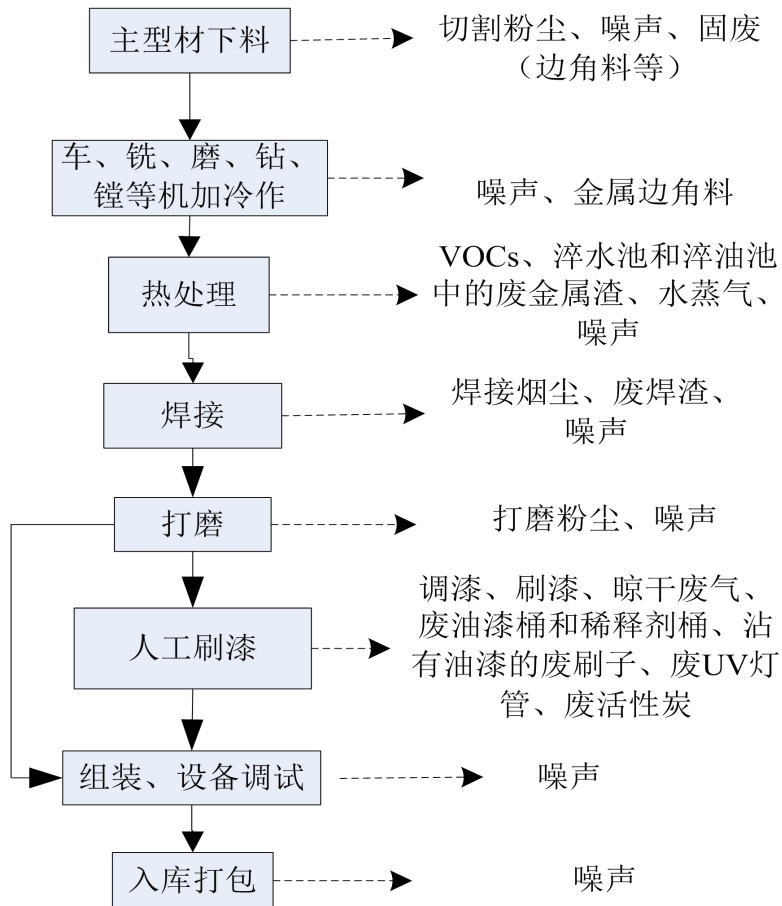 主型材下料
切割粉尘、噪声、固废
（边角料等）
车、铣、磨、钻、
镗等机加冷作
噪声、金属边角料
热处理
VOCs、淬水池和淬油池
中的废金属渣、水蒸气、
噪声
焊接
焊接烟尘、废焊渣、
噪声
打磨
打磨粉尘、噪声
人工刷漆
调漆、刷漆、晾干废气、
废油漆桶和稀释剂桶、沾
有油漆的废刷子、废UV灯
管、废活性炭
组装、设备调试
噪声
入库打包
噪声